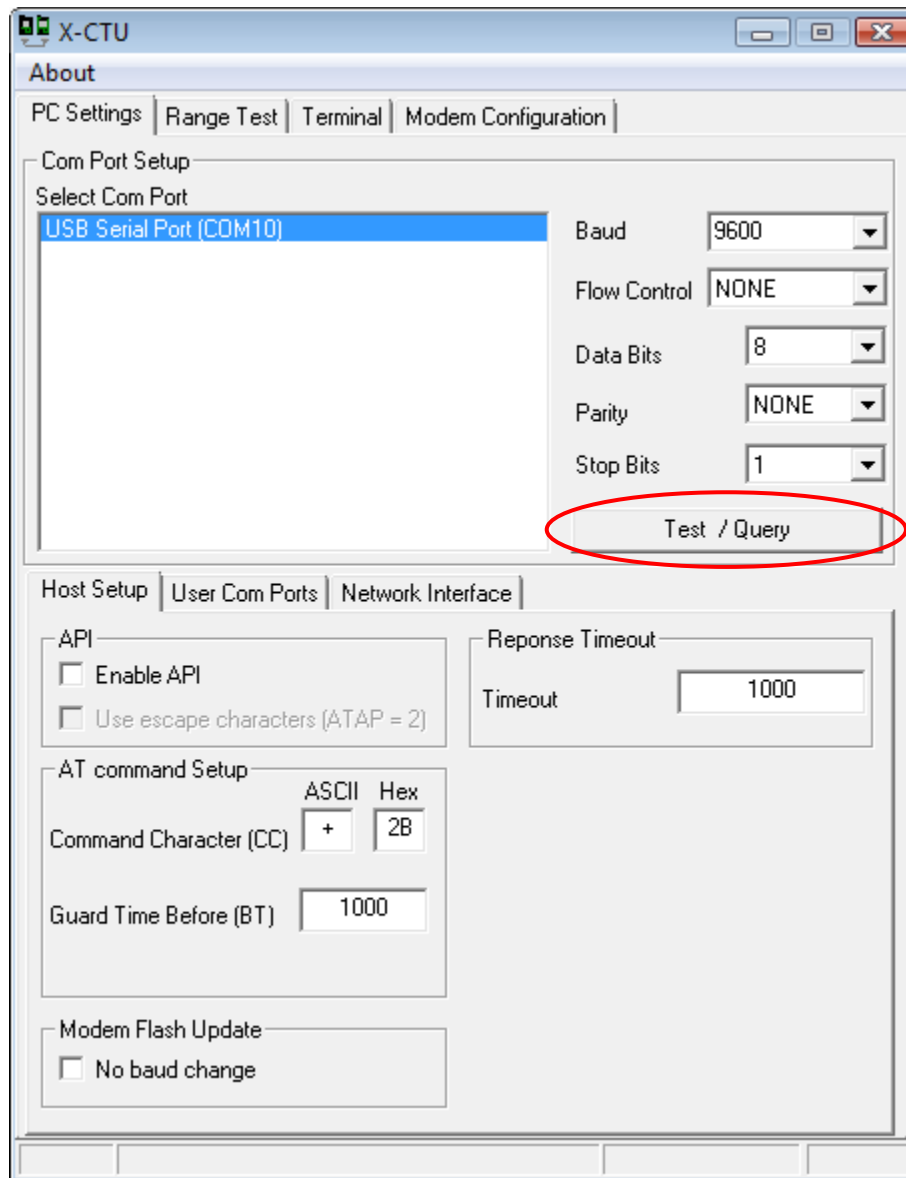 X-CTU
About
PC Settings Range Test Terminal Modem Configuration
Com Port Setup
Select Com Port
USB Serial Port (COM10)
Baud 9600
Flow Control NONE
Data Bits 8
Parity NONE
Stop Bits 1
Test / Query
Host Setup User Com Ports Network Interface
API
Enable API
Use escape characters (ATAP = 2)
Reponse Timeout
Timeout 1000
AT command Setup
ASCII Hex
Command Character (CC) + 2B
Guard Time Before (BT) 1000
Modem Flash Update
No baud change